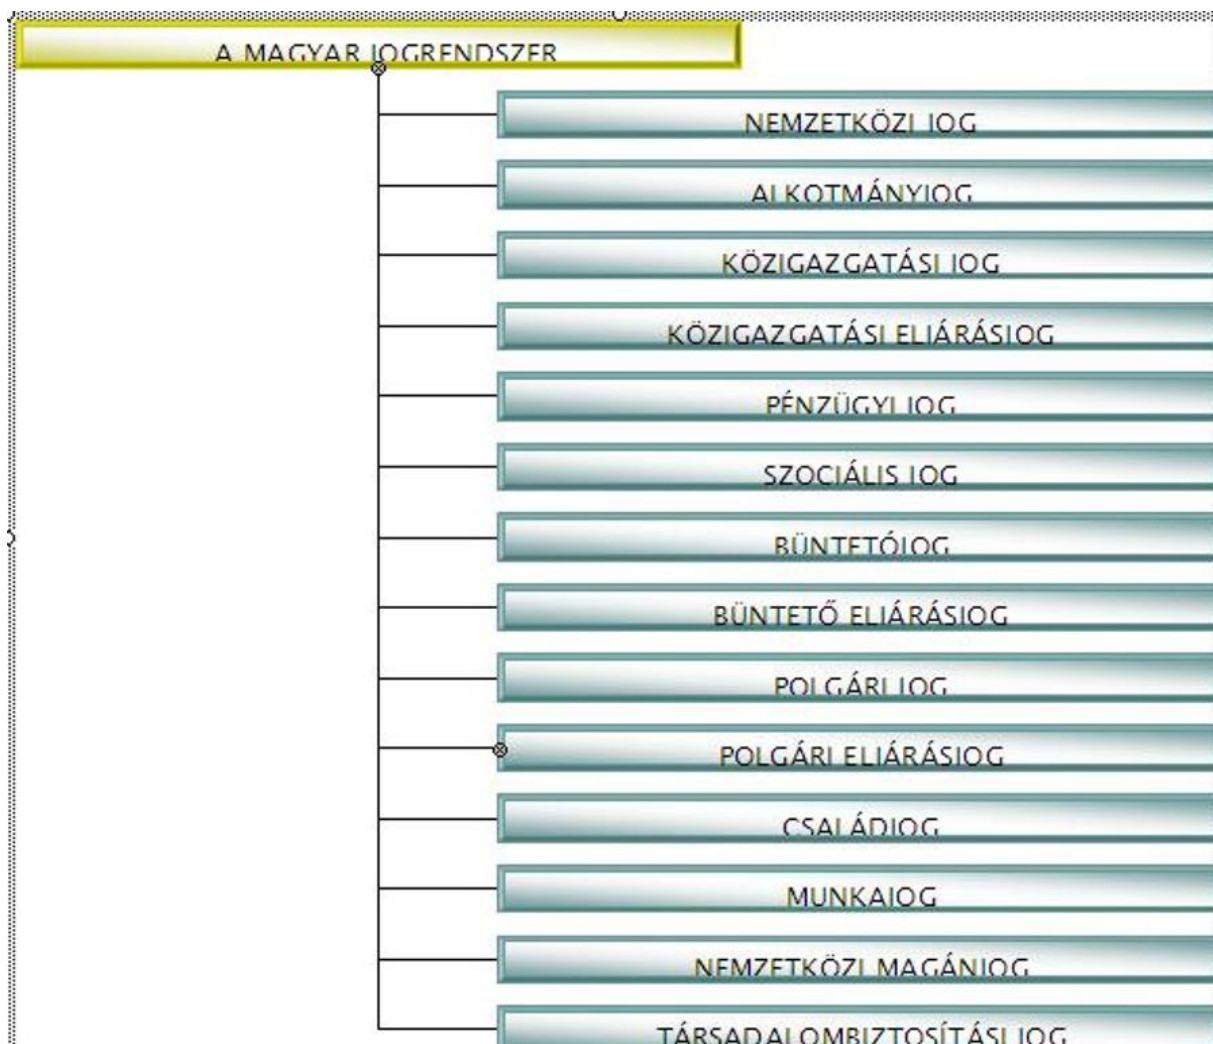 A MAGYAR JOGRENDSZER
NEMZETKÖZI JOG
ALKOTMÁNYJOG
KÖZIGAZGATÁSI JOG
KÖZIGAZGATÁSI ELJÁRÁSJOG
PÉNZÜGYI JOG
SZOCIÁLIS JOG
BÜNTETŐJOG
BÜNTETŐ ELJÁRÁSJOG
POLGÁRI JOG
POLGÁRI ELJÁRÁSJOG
CSALÁDJOG
MUNKAJOG
NEMZETKÖZI MAGÁNJOG
TÁRSADALOMBIZTOSÍTÁSI JOG